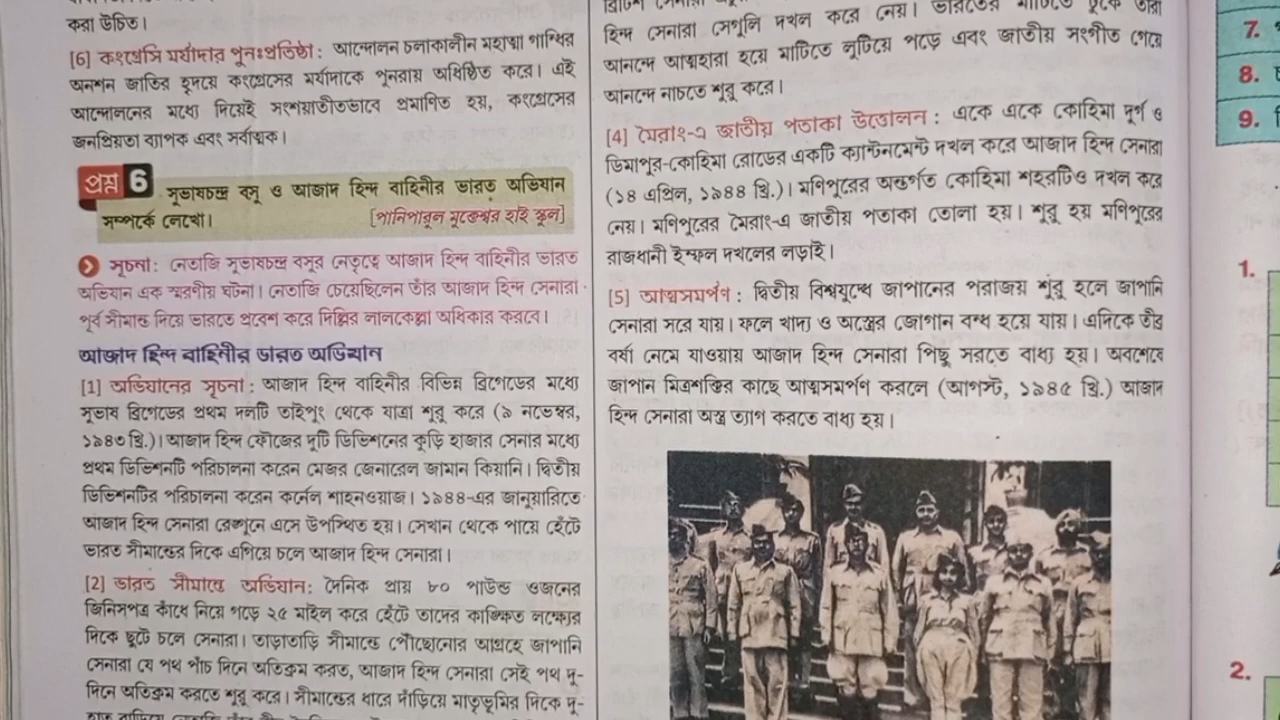 করা উচিত।
[6] কংগ্রেসি মর্যাদার পুনঃপ্রতিষ্ঠা : আন্দোলন চলাকালীন মহাত্মা গান্ধির
অনশন জাতির হৃদয়ে কংগ্রেসের মর্যাদাকে পুনরায় অধিষ্ঠিত করে। এই
আন্দোলনের মধ্যে দিয়েই সংশয়াতীতভাবে প্রমাণিত হয়, কংগ্রেসের
জনপ্রিয়তা ব্যাপক এবং সর্বাত্মক।
প্রশ্ন 6 সুভাষচন্দ্র বসু ও আজাদ হিন্দ বাহিনীর ভারত অভিযান
সম্পর্কে লেখো। [পানিপারুল মুক্তেশ্বর হাই স্কুল]
সূচনা: নেতাজি সুভাষচন্দ্র বসুর নেতৃত্বে আজাদ হিন্দ বাহিনীর ভারত
অভিযান এক স্মরণীয় ঘটনা। নেতাজি চেয়েছিলেন তাঁর আজাদ হিন্দ সেনারা
পূর্ব সীমান্ত দিয়ে ভারতে প্রবেশ করে দিল্লির লালকেল্লা অধিকার করবে।
আজাদ হিন্দ বাহিনীর ভারত অভিযান
[1] অভিযানের সূচনা : আজাদ হিন্দ বাহিনীর বিভিন্ন ব্রিগেডের মধ্যে
সুভাষ ব্রিগেডের প্রথম দলটি তাইপুং থেকে যাত্রা শুরু করে (৯ নভেম্বর,
১৯৪৩ খ্রি.)। আজাদ হিন্দ ফৌজের দুটি ডিভিশনের কুড়ি হাজার সেনার মধ্যে
প্রথম ডিভিশনটি পরিচালনা করেন মেজর জেনারেল জামান কিয়ানি। দ্বিতীয়
ডিভিশনটির পরিচালনা করেন কর্নেল শাহনওয়াজ। ১৯৪৪-এর জানুয়ারিতে
আজাদ হিন্দ সেনারা রেঙ্গুনে এসে উপস্থিত হয়। সেখান থেকে পায়ে হেঁটে
ভারত সীমান্তের দিকে এগিয়ে চলে আজাদ হিন্দ সেনারা।
[2] ভারত সীমান্তে অভিযান: দৈনিক প্রায় ৮০ পাউন্ড ওজনের
জিনিসপত্র কাঁধে নিয়ে গড়ে ২৫ মাইল করে হেঁটে তাদের কাঙ্ক্ষিত লক্ষ্যের
দিকে ছুটে চলে সেনারা। তাড়াতাড়ি সীমান্তে পৌঁছোনোর আগ্রহে জাপানি
সেনারা যে পথ পাঁচ দিনে অতিক্রম করত, আজাদ হিন্দ সেনারা সেই পথ দু-
দিনে অতিক্রম করতে শুরু করে। সীমান্তের ধারে দাঁড়িয়ে মাতৃভূমির দিকে দু-
হিন্দ সেনারা সেগুলি দখল করে নেয়। ভারতের মাটিতে ঢুকে তারা
আনন্দে আত্মহারা হয়ে মাটিতে লুটিয়ে পড়ে এবং জাতীয় সংগীত গেয়ে
আনন্দে নাচতে শুরু করে।
[4] মৈরাং-এ জাতীয় পতাকা উত্তোলন : একে একে কোহিমা দুর্গ ও
ডিমাপুর-কোহিমা রোডের একটি ক্যান্টনমেন্ট দখল করে আজাদ হিন্দ সেনারা
(১৪ এপ্রিল, ১৯৪৪ খ্রি.)। মণিপুরের অন্তর্গত কোহিমা শহরটিও দখল করে
নেয়। মণিপুরের মৈরাং-এ জাতীয় পতাকা তোলা হয়। শুরু হয় মণিপুরের
রাজধানী ইম্ফল দখলের লড়াই।
[5] আত্মসমর্পণ : দ্বিতীয় বিশ্বযুদ্ধে জাপানের পরাজয় শুরু হলে জাপানি
সেনারা সরে যায়। ফলে খাদ্য ও অস্ত্রের জোগান বন্ধ হয়ে যায়। এদিকে তীব্র
বর্ষা নেমে যাওয়ায় আজাদ হিন্দ সেনারা পিছু সরতে বাধ্য হয়। অবশেষে
জাপান মিত্রশক্তির কাছে আত্মসমর্পণ করলে (আগস্ট, ১৯৪৫ খ্রি.) আজাদ
হিন্দ সেনারা অস্ত্র ত্যাগ করতে বাধ্য হয়।
7.
8.
9.
1.
2.